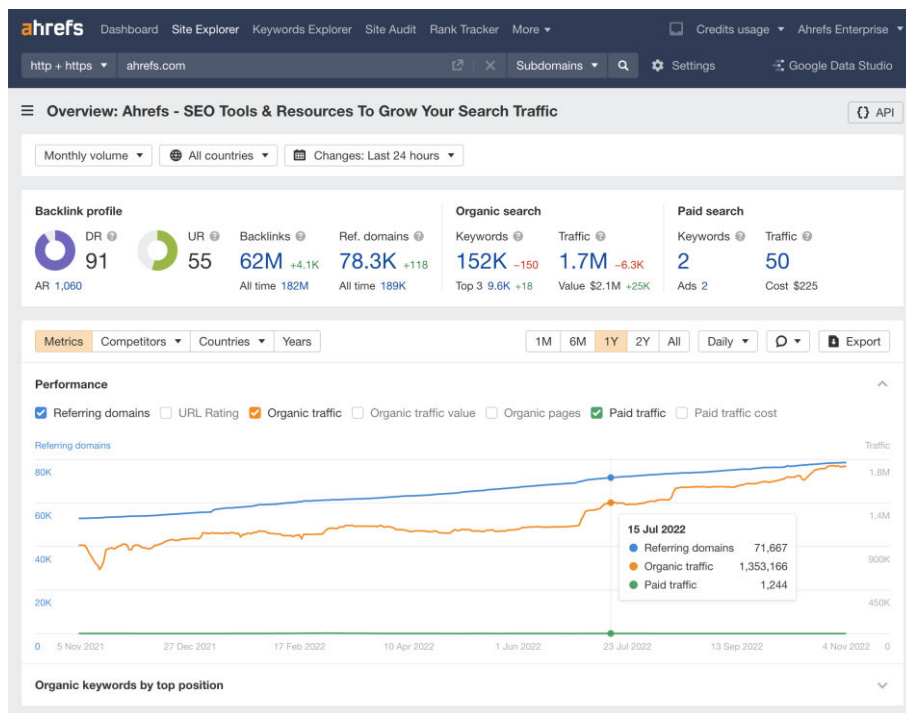 ahrefs Dashboard Site Explorer Keywords Explorer Site Audit Rank Tracker More Credits usage Ahrefs Enterprise
http + https ahrefs.com Subdomains Settings Google Data Studio
Overview: Ahrefs - SEO Tools & Resources To Grow Your Search Traffic {} API
Monthly volume All countries Changes: Last 24 hours
Backlink profile Organic search Paid search
DR UR Backlinks Ref. domains Keywords Traffic Keywords Traffic
91 55 62M +4.1K 78.3K +118 152K -150 1.7M -6.3K 2 50
AR 1,060 All time 182M All time 189K Top 3 9.6K +18 Value $2.1M +25K Ads 2 Cost $225
Metrics Competitors Countries Years 1M 6M 1Y 2Y All Daily Export
Performance
Referring domains URL Rating Organic traffic Organic traffic value Organic pages Paid traffic Paid traffic cost
Referring domains Traffic
80K 1.8M
60K 1.4M
15 Jul 2022
Referring domains 71,667
40K 900K
Organic traffic 1,353,166
Paid traffic 1,244
20K 450K
0 5 Nov 2021 27 Dec 2021 17 Feb 2022 10 Apr 2022 1 Jun 2022 23 Jul 2022 13 Sep 2022 4 Nov 2022 0
Organic keywords by top position